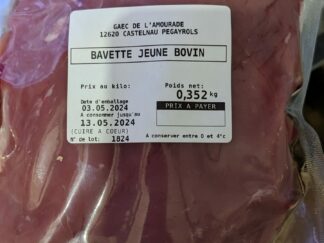 GAEC DE L'AMOURADE
12620 CASTELNAU PEGAYROLS
BAVETTE JEUNE BOVIN
Prix au kilo:
Poids net:
0,352 kg
Date d'emballage
03.05.2024
PRIX A PAYER
A consommer jusqu'au
13.05.2024
(CUIRE A COEUR)
N° de lot: 1824
A conserver entre 0 et 4°c